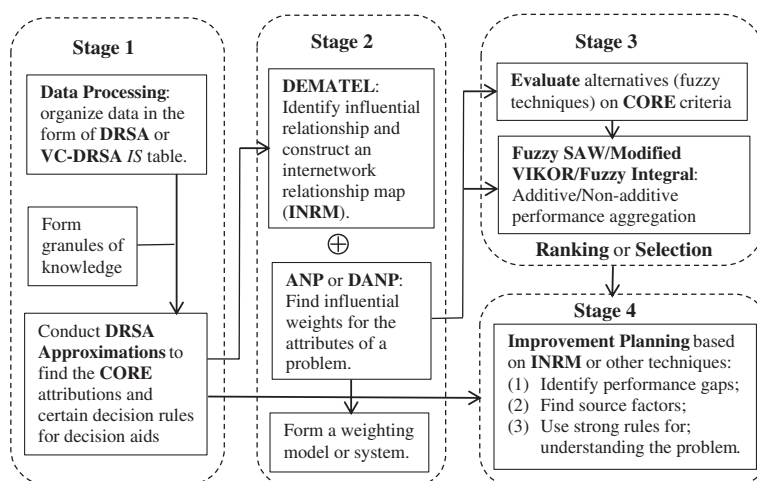 Stage 1
Data Processing:
organize data in the
form of DRSA or
VC-DRSA IS table.
Form
granules of
knowledge
Conduct DRSA
Approximations to
find the CORE
attributions and
certain decision rules
for decision aids
Stage 2
DEMATEL:
Identify influential
relationship and
construct an
internetwork
relationship map
(INRM).
ANP or DANP:
Find influential
weights for the
attributes of a
problem.
Form a weighting
model or system.
Stage 3
Evaluate alternatives (fuzzy
techniques) on CORE criteria
Fuzzy SAW/Modified
VIKOR/Fuzzy Integral:
Additive/Non-additive
performance aggregation
Ranking or Selection
Stage 4
Improvement Planning based
on INRM or other techniques:
(1) Identify performance gaps;
(2) Find source factors;
(3) Use strong rules for;
understanding the problem.